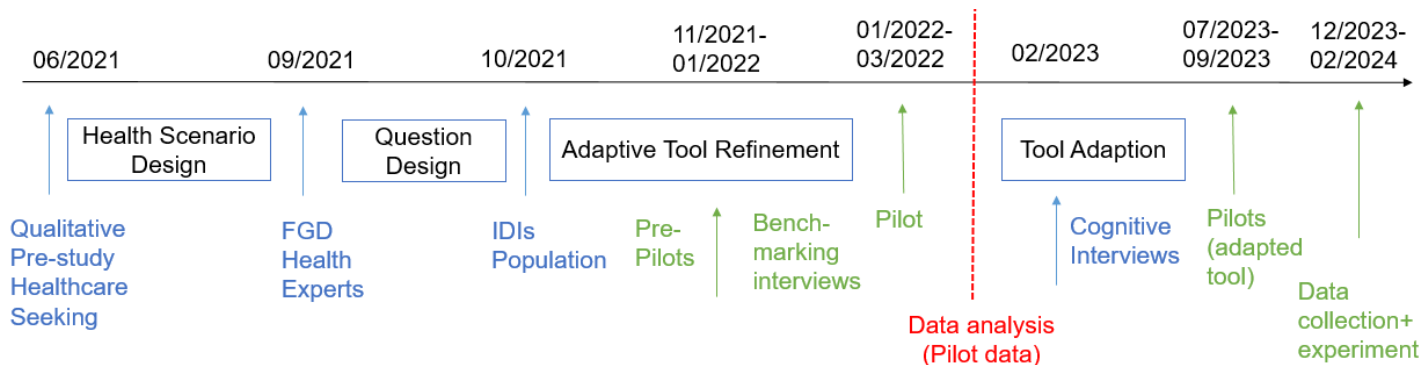 06/2021
09/2021
10/2021
11/2021-
01/2022
01/2022-
03/2022
02/2023
07/2023-
09/2023
12/2023-
02/2024
Health Scenario
Design
Question
Design
Adaptive Tool Refinement
Tool Adaption
Qualitative
Pre-study
Healthcare
Seeking
FGD
Health
Experts
IDIs
Population
Pre-
Pilots
Bench-
marking
interviews
Pilot
Data analysis
(Pilot data)
Cognitive
Interviews
Pilots
(adapted
tool)
Data
collection+
experiment